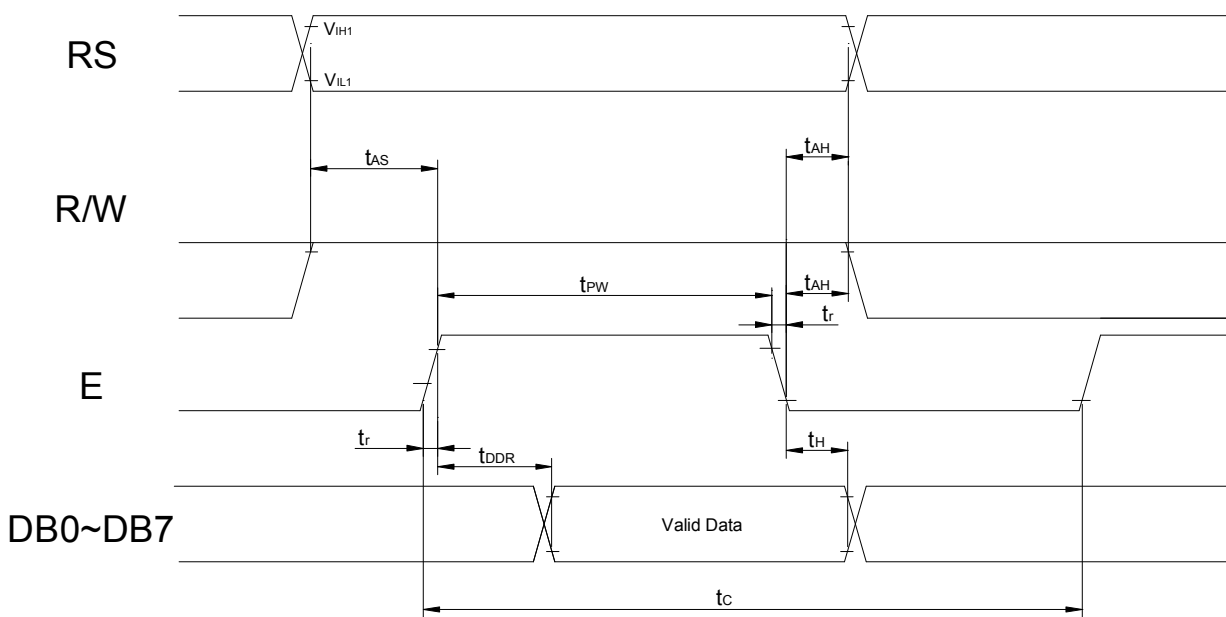 RS
VIH1
VIL1
tAS
tAH
R/W
tPW
tAH
tr
E
tr
tDDR
tH
DB0~DB7
Valid Data
tC